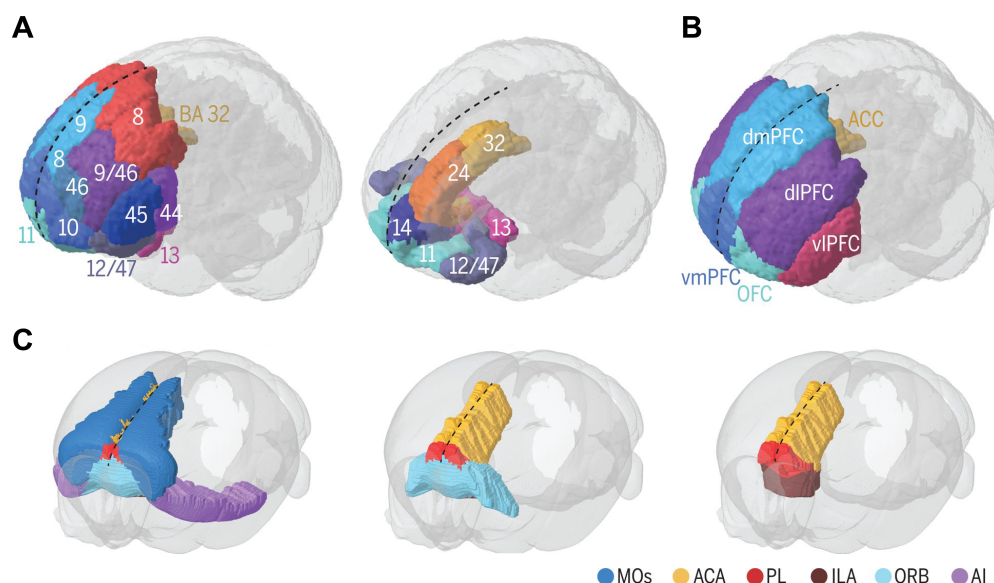 A
B
9
8
BA 32
8
9/46
46
10
45
44
11
12/47
13
32
24
14
13
11
12/47
dmPFC
ACC
dlPFC
vlPFC
vmPFC
OFC
C
MOs ACA PL ILA ORB AI